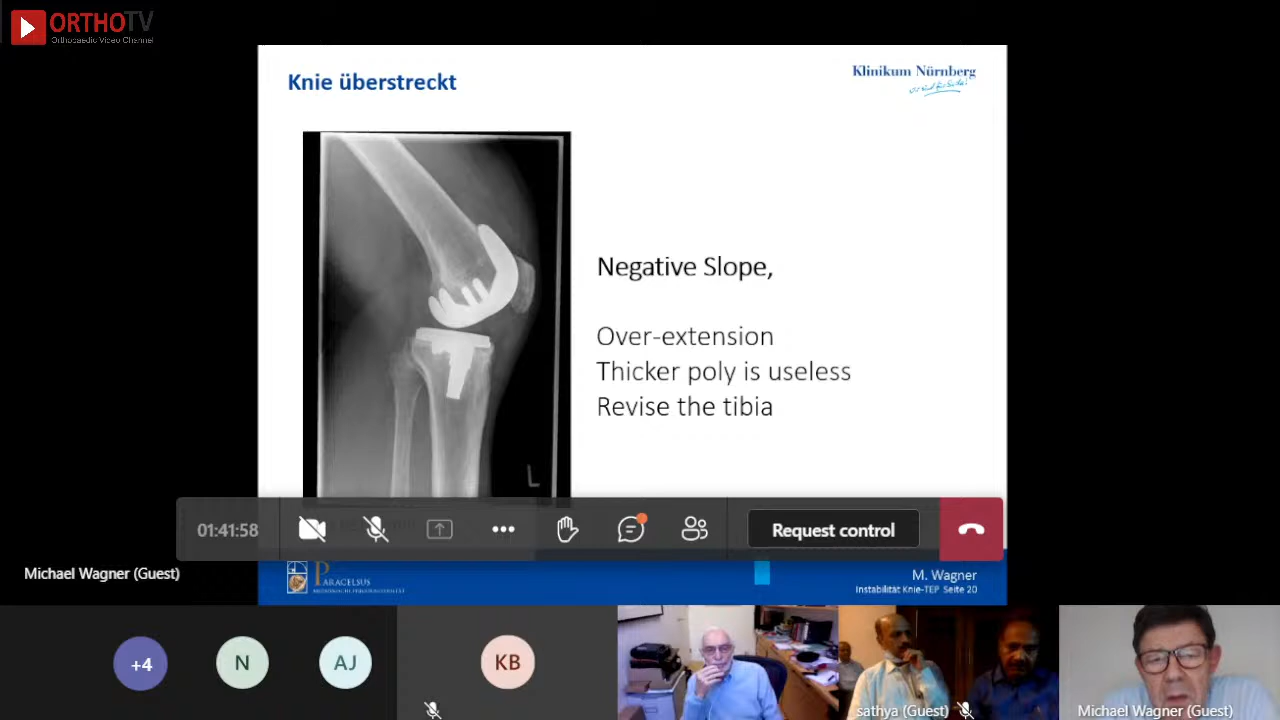 ORTHOTV
Orthopaedic Video Channel
Knie überstreckt
Klinikum Nürnberg
Negative Slope,
Over-extension
Thicker poly is useless
Revise the tibia
L
01:41:58
Request control
Michael Wagner (Guest)
PARACELSUS
M. Wagner
Instabilität Knie-TEP Seite 20
+4
N
AJ
KB
sathya (Guest)
Michael Wagner (Guest)